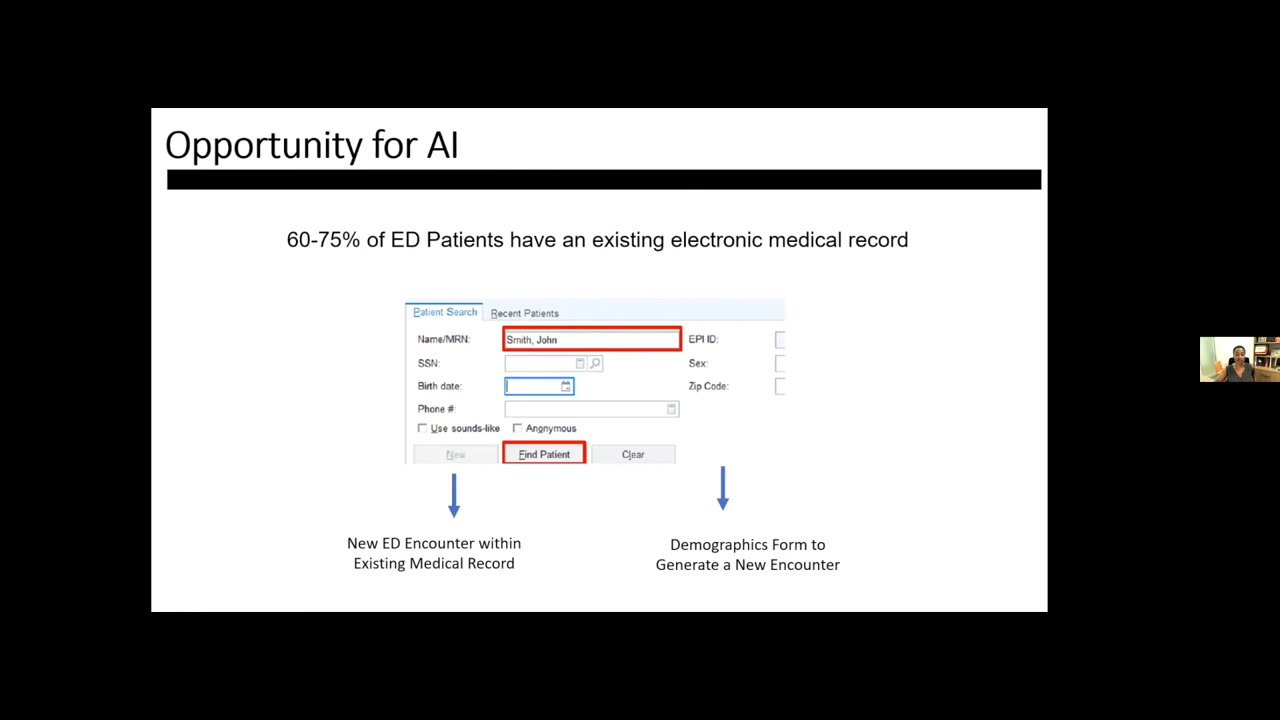 Opportunity for AI
60-75% of ED Patients have an existing electronic medical record
Patient Search Recent Patients
Name/MRN: Smith, John EPI ID:
SSN: Sex:
Birth date: Zip Code:
Phone #:
Use sounds-like Anonymous
New Find Patient Clear
New ED Encounter within
Existing Medical Record
Demographics Form to
Generate a New Encounter